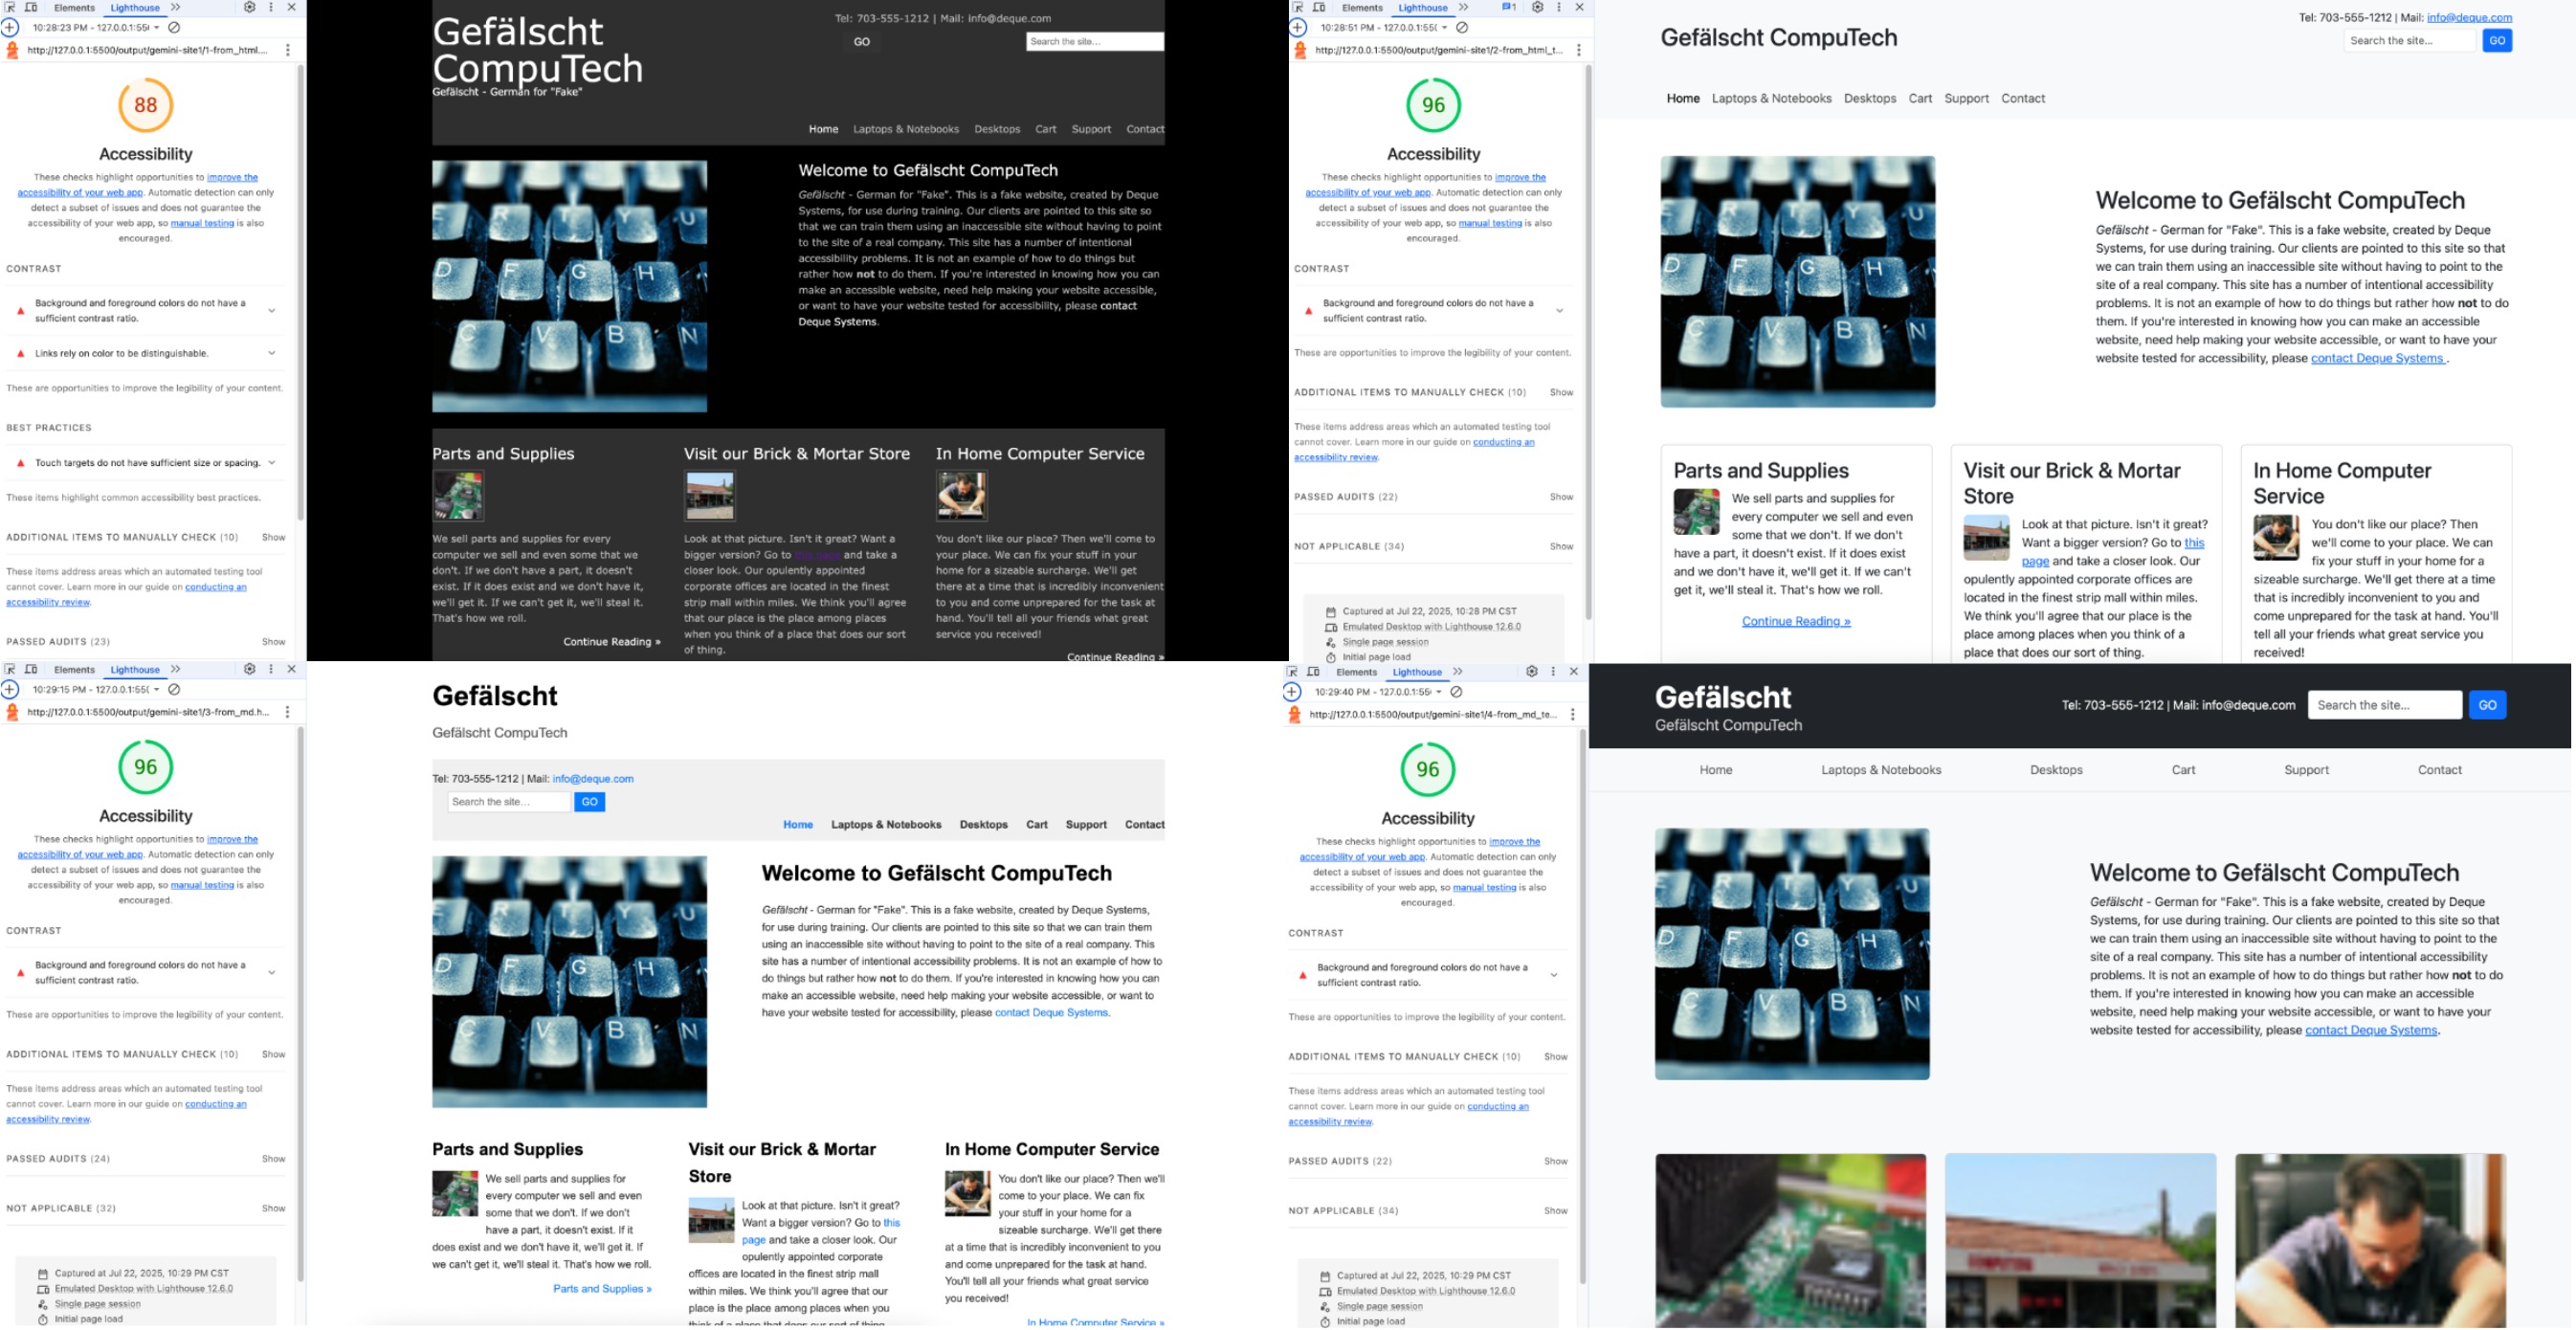 Elements Lighthouse
10:28:23 PM - 127.0.0.1:55(
http://127.0.0.1:5500/output/gemini-site1/1-from_html....
88
Accessibility
These checks highlight opportunities to improve the
accessibility of your web app. Automatic detection can only
detect a subset of issues and does not guarantee the
accessibility of your web app, so manual testing is also
encouraged.
CONTRAST
Background and foreground colors do not have a
sufficient contrast ratio.
Links rely on color to be distinguishable.
These are opportunities to improve the legibility of your content.
BEST PRACTICES
Touch targets do not have sufficient size or spacing.
These items highlight common accessibility best practices.
ADDITIONAL ITEMS TO MANUALLY CHECK (10) Show
These items address areas which an automated testing tool
cannot cover. Learn more in our guide on conducting an
accessibility review.
PASSED AUDITS (23) Show
Gefälscht
CompuTech
Gefälscht - German for "Fake"
Tel: 703-555-1212 | Mail: info@deque.com
GO
Search the site...
Home Laptops & Notebooks Desktops Cart Support Contact
Welcome to Gefälscht CompuTech
Gefälscht - German for "Fake". This is a fake website, created by Deque
Systems, for use during training. Our clients are pointed to this site so
that we can train them using an inaccessible site without having to point
to the site of a real company. This site has a number of intentional
accessibility problems. It is not an example of how to do things but
rather how not to do them. If you're interested in knowing how you can
make an accessible website, need help making your website accessible,
or want to have your website tested for accessibility, please contact
Deque Systems.
Parts and Supplies
We sell parts and supplies for every
computer we sell and even some that we
don't. If we don't have a part, it doesn't
exist. If it does exist and we don't have it,
we'll get it. If we can't get it, we'll steal it.
That's how we roll.
Continue Reading »
Visit our Brick & Mortar Store
Look at that picture. Isn't it great? Want a
bigger version? Go to this page and take a
closer look. Our opulently appointed
corporate offices are located in the finest
strip mall within miles. We think you'll agree
that our place is the place among places
when you think of a place that does our sort
of thing.
In Home Computer Service
You don't like our place? Then we'll come to
your place. We can fix your stuff in your
home for a sizeable surcharge. We'll get
there at a time that is incredibly inconvenient
to you and come unprepared for the task at
hand. You'll tell all your friends what great
service you received!
Continue Reading »
Elements Lighthouse 1
10:28:51 PM - 127.0.0.1:55(
http://127.0.0.1:5500/output/gemini-site1/2-from_html_t...
96
Accessibility
These checks highlight opportunities to improve the
accessibility of your web app. Automatic detection can only
detect a subset of issues and does not guarantee the
accessibility of your web app, so manual testing is also
encouraged.
CONTRAST
Background and foreground colors do not have a
sufficient contrast ratio.
These are opportunities to improve the legibility of your content.
ADDITIONAL ITEMS TO MANUALLY CHECK (10) Show
These items address areas which an automated testing tool
cannot cover. Learn more in our guide on conducting an
accessibility review.
PASSED AUDITS (22) Show
NOT APPLICABLE (34) Show
Captured at Jul 22, 2025, 10:28 PM CST
Emulated Desktop with Lighthouse 12.6.0
Single page session
Initial page load
Gefälscht CompuTech
Tel: 703-555-1212 | Mail: info@deque.com
Search the site... GO
Home Laptops & Notebooks Desktops Cart Support Contact
Welcome to Gefälscht CompuTech
Gefälscht - German for "Fake". This is a fake website, created by Deque
Systems, for use during training. Our clients are pointed to this site so that
we can train them using an inaccessible site without having to point to the
site of a real company. This site has a number of intentional accessibility
problems. It is not an example of how to do things but rather how not to do
them. If you're interested in knowing how you can make an accessible
website, need help making your website accessible, or want to have your
website tested for accessibility, please contact Deque Systems .
Parts and Supplies
We sell parts and supplies for
every computer we sell and even
some that we don't. If we don't
have a part, it doesn't exist. If it does exist
and we don't have it, we'll get it. If we can't
get it, we'll steal it. That's how we roll.
Continue Reading »
Visit our Brick & Mortar
Store
Look at that picture. Isn't it great?
Want a bigger version? Go to this
page and take a closer look. Our
opulently appointed corporate offices are
located in the finest strip mall within miles.
We think you'll agree that our place is the
place among places when you think of a
place that does our sort of thing.
In Home Computer
Service
You don't like our place? Then
we'll come to your place. We can
fix your stuff in your home for a
sizeable surcharge. We'll get there at a time
that is incredibly inconvenient to you and
come unprepared for the task at hand. You'll
tell all your friends what great service you
received!
Elements Lighthouse
10:29:15 PM - 127.0.0.1:55(
http://127.0.0.1:5500/output/gemini-site1/3-from_md.h...
96
Accessibility
These checks highlight opportunities to improve the
accessibility of your web app. Automatic detection can only
detect a subset of issues and does not guarantee the
accessibility of your web app, so manual testing is also
encouraged.
CONTRAST
Background and foreground colors do not have a
sufficient contrast ratio.
These are opportunities to improve the legibility of your content.
ADDITIONAL ITEMS TO MANUALLY CHECK (10) Show
These items address areas which an automated testing tool
cannot cover. Learn more in our guide on conducting an
accessibility review.
PASSED AUDITS (24) Show
NOT APPLICABLE (32) Show
Captured at Jul 22, 2025, 10:29 PM CST
Emulated Desktop with Lighthouse 12.6.0
Single page session
Initial page load
Gefälscht
Gefälscht CompuTech
Tel: 703-555-1212 | Mail: info@deque.com
Search the site... GO
Home Laptops & Notebooks Desktops Cart Support Contact
Welcome to Gefälscht CompuTech
Gefälscht - German for "Fake". This is a fake website, created by Deque Systems,
for use during training. Our clients are pointed to this site so that we can train them
using an inaccessible site without having to point to the site of a real company. This
site has a number of intentional accessibility problems. It is not an example of how to
do things but rather how not to do them. If you're interested in knowing how you can
make an accessible website, need help making your website accessible, or want to
have your website tested for accessibility, please contact Deque Systems.
Parts and Supplies
We sell parts and supplies for
every computer we sell and even
some that we don't. If we don't
have a part, it doesn't exist. If it
does exist and we don't have it, we'll get it. If
we can't get it, we'll steal it. That's how we roll.
Parts and Supplies »
Visit our Brick & Mortar
Store
Look at that picture. Isn't it great?
Want a bigger version? Go to this
page and take a closer look. Our
opulently appointed corporate
offices are located in the finest strip mall
within miles. We think you'll agree that our
place is the place among places when you
think of a place that does our sort of thing.
In Home Computer Service
You don't like our place? Then we'll
come to your place. We can fix
your stuff in your home for a
sizeable surcharge. We'll get there
at a time that is incredibly inconvenient to you
and come unprepared for the task at hand.
You'll tell all your friends what great service
you received!
In Home Computer Service »
Elements Lighthouse
10:29:40 PM - 127.0.0.1:55
http://127.0.0.1:5500/output/gemini-site1/4-from_md_te...
96
Accessibility
These checks highlight opportunities to improve the
accessibility of your web app. Automatic detection can only
detect a subset of issues and does not guarantee the
accessibility of your web app, so manual testing is also
encouraged.
CONTRAST
Background and foreground colors do not have a
sufficient contrast ratio.
These are opportunities to improve the legibility of your content.
ADDITIONAL ITEMS TO MANUALLY CHECK (10) Show
These items address areas which an automated testing tool
cannot cover. Learn more in our guide on conducting an
accessibility review.
PASSED AUDITS (22) Show
NOT APPLICABLE (34) Show
Captured at Jul 22, 2025, 10:29 PM CST
Emulated Desktop with Lighthouse 12.6.0
Single page session
Initial page load
Gefälscht
Gefälscht CompuTech
Tel: 703-555-1212 | Mail: info@deque.com Search the site... GO
Home Laptops & Notebooks Desktops Cart Support Contact
Welcome to Gefälscht CompuTech
Gefälscht - German for "Fake". This is a fake website, created by Deque
Systems, for use during training. Our clients are pointed to this site so that
we can train them using an inaccessible site without having to point to the
site of a real company. This site has a number of intentional accessibility
problems. It is not an example of how to do things but rather how not to do
them. If you're interested in knowing how you can make an accessible
website, need help making your website accessible, or want to have your
website tested for accessibility, please contact Deque Systems.